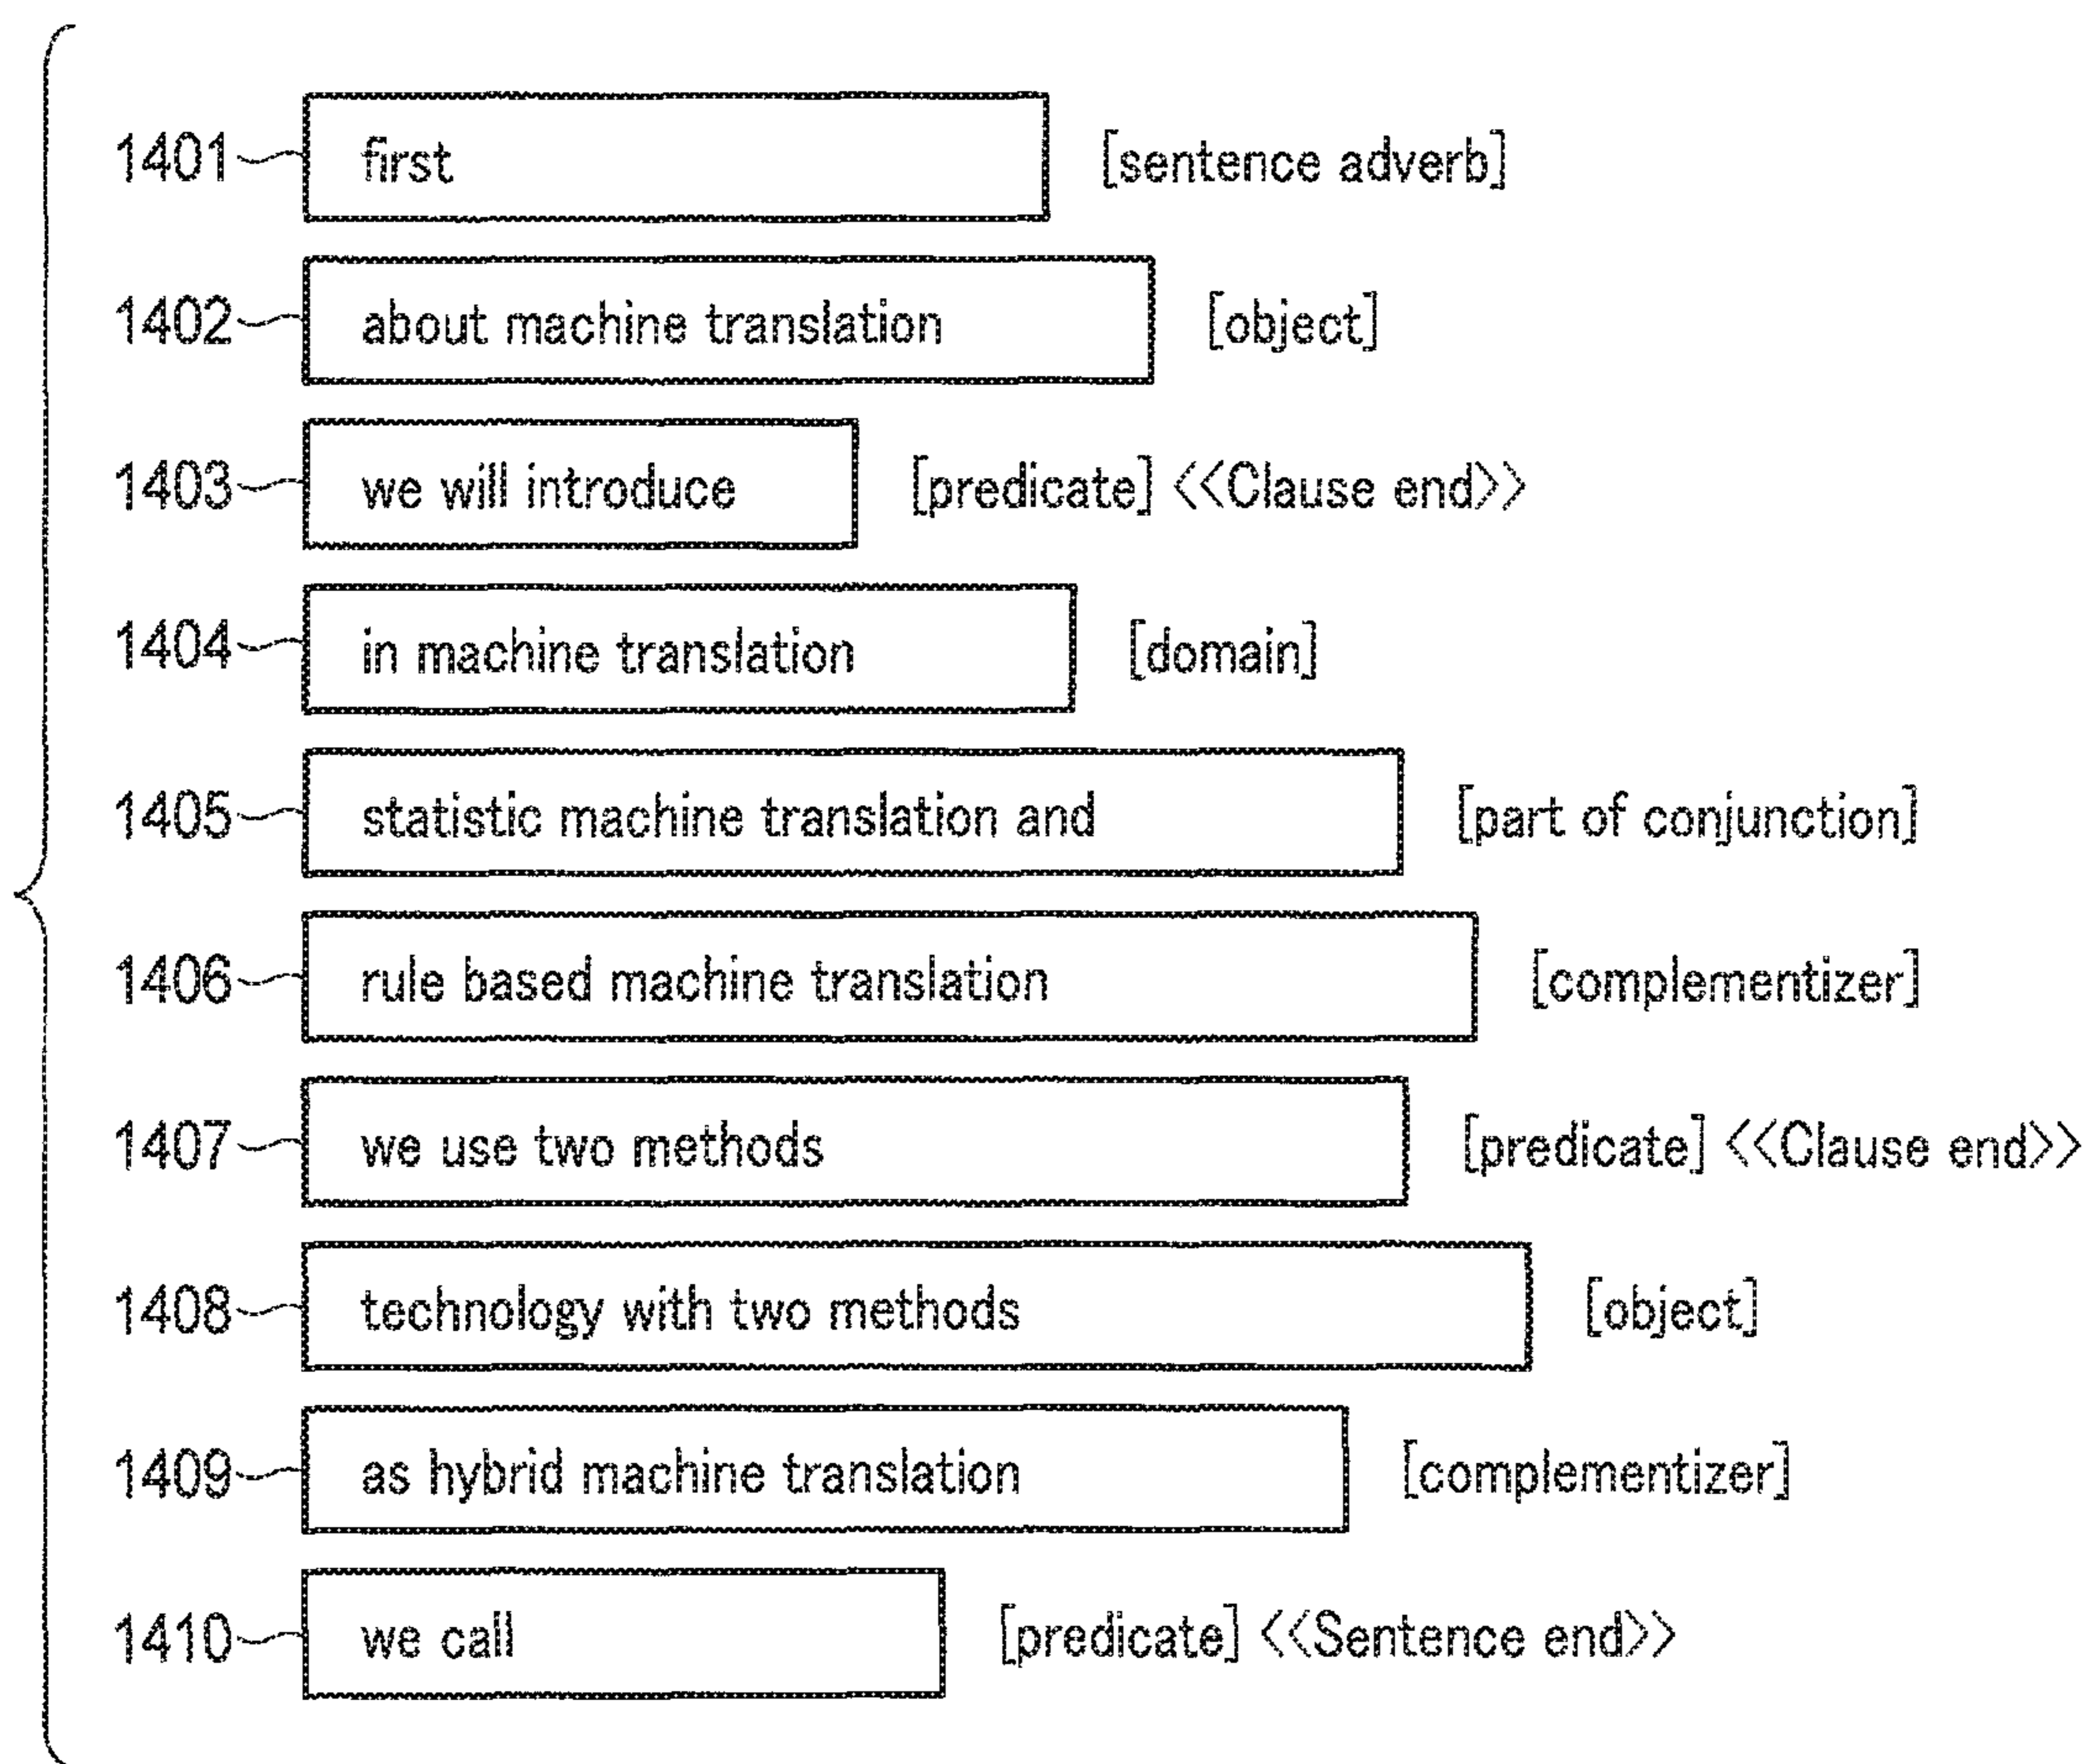 1401 first [sentence adverb]
1402 about machine translation [object]
1403 we will introduce [predicate] <<Clause end>>
1404 in machine translation [domain]
1405 statistic machine translation and [part of conjunction]
1406 rule based machine translation [complementizer]
1407 we use two methods [predicate] <<Clause end>>
1408 technology with two methods [object]
1409 as hybrid machine translation [complementizer]
1410 we call [predicate] <<Sentence end>>